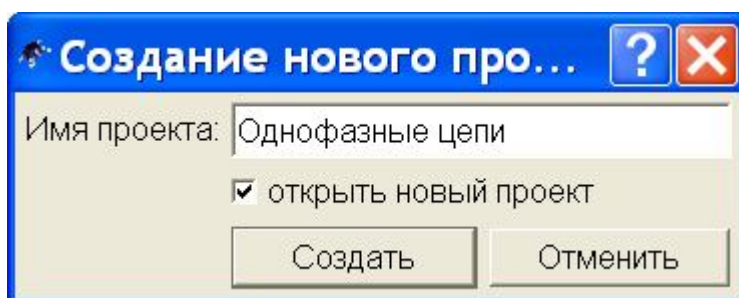 Создание нового про...
Имя проекта: Однофазные цепи
открыть новый проект
Создать Отменить